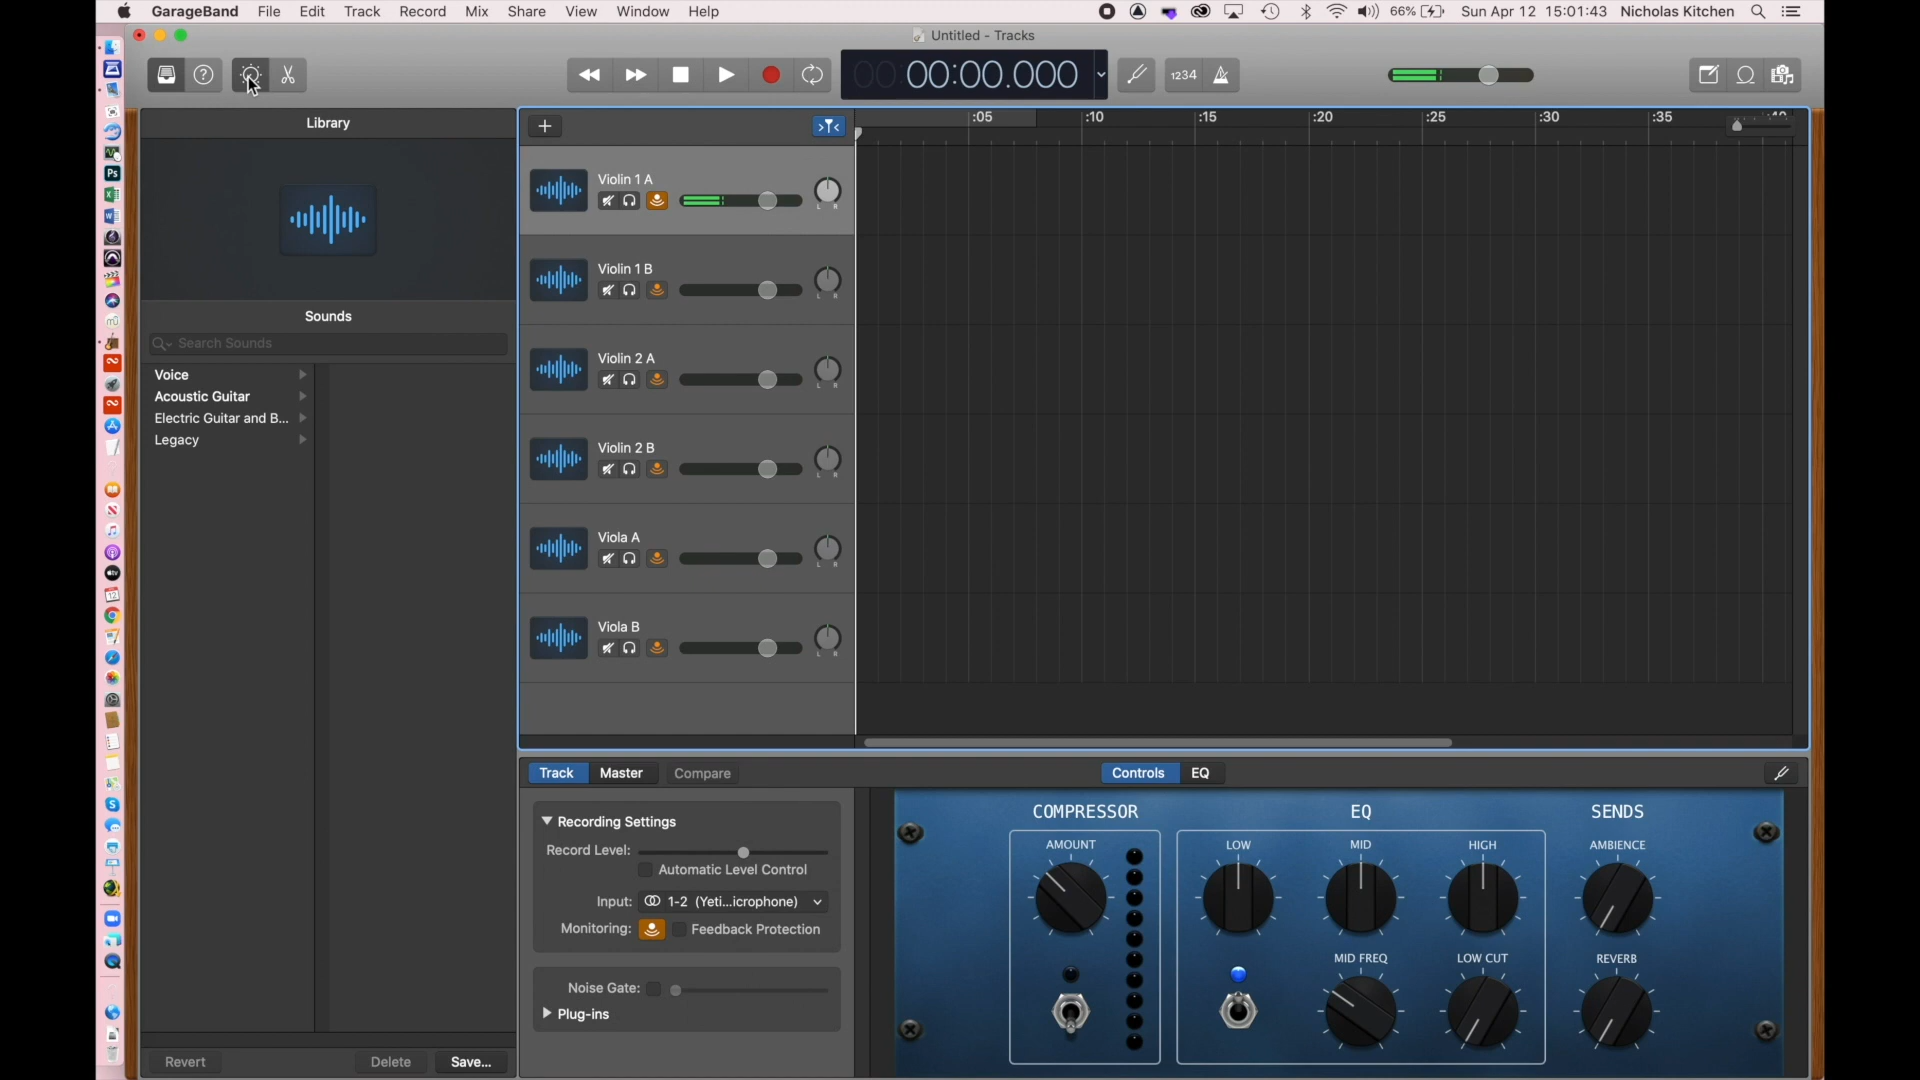 GarageBand File Edit Track Record Mix Share View Window Help 66% Sun Apr 12 15:01:43 Nicholas Kitchen
Untitled - Tracks
00:00.000 1234
Library
:05 :10 :15 :20 :25 :30 :35 :40
Violin 1 A
L R
Violin 1 B
L R
Sounds
Search Sounds
Voice
Acoustic Guitar
Electric Guitar and B...
Legacy
Violin 2 A
L R
Violin 2 B
L R
Viola A
L R
Viola B
L R
Track Master Compare Controls EQ
Recording Settings
Record Level:
Automatic Level Control
Input: 1-2 (Yeti...icrophone)
Monitoring: Feedback Protection
Noise Gate:
Plug-ins
COMPRESSOR EQ SENDS
AMOUNT LOW MID HIGH AMBIENCE
MID FREQ LOW CUT REVERB
Revert Delete Save...